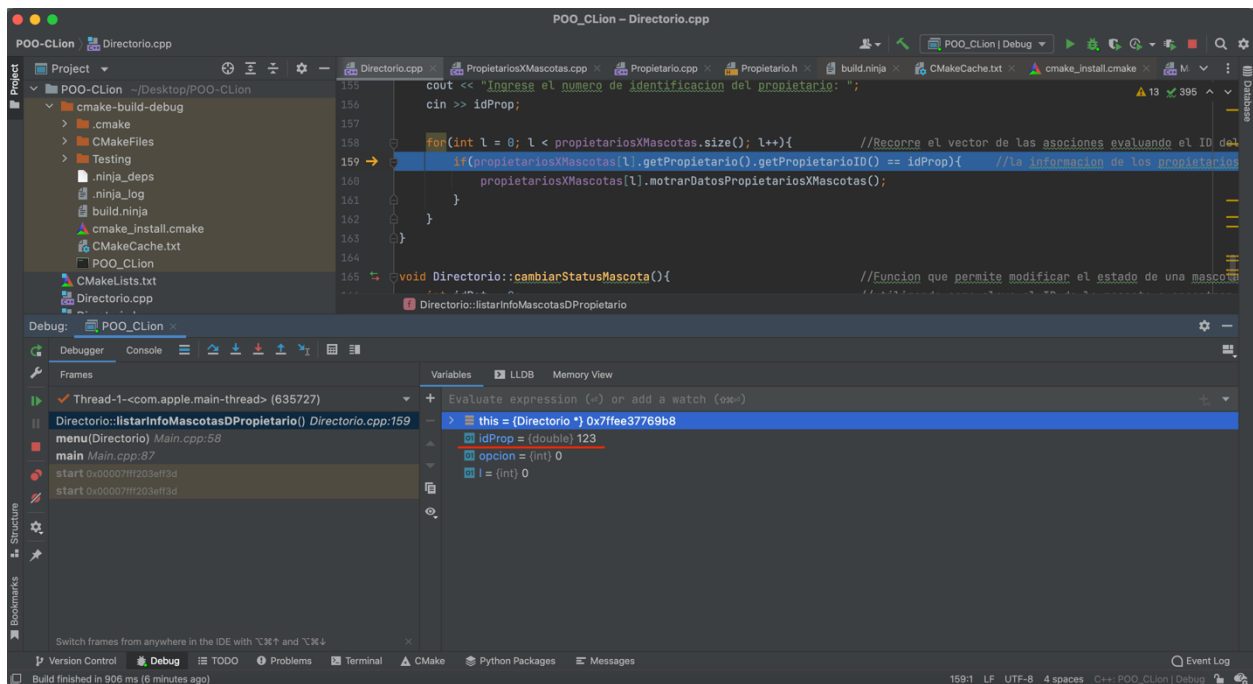 POO_CLion – Directorio.cpp
POO-CLion Directorio.cpp
POO_CLion | Debug
Project
Directorio.cpp
PropietariosXMascotas.cpp
Propietario.cpp
Propietario.h
build.ninja
CMakeCache.txt
cmake_install.cmake
Project
Database
POO-CLion ~/Desktop/POO-CLion
cmake-build-debug
.cmake
CMakeFiles
Testing
.ninja_deps
.ninja_log
build.ninja
cmake_install.cmake
CMakeCache.txt
POO_CLion
CMakeLists.txt
Directorio.cpp
13 395
155 cout << "Ingrese el numero de identificacion del propietario: ";
156 cin >> idProp;
157
158 for(int l = 0; l < propietariosXMascotas.size(); l++){ //Recorre el vector de las asociones evaluando el ID del
159 if(propietariosXMascotas[l].getPropietario().getPropietarioID() == idProp){ //la informacion de los propietarios
160 propietariosXMascotas[l].motrarDatosPropietariosXMascotas();
161 }
162 }
163 }
164
165 void Directorio::cambiarStatusMascota(){ //Funcion que permite modificar el estado de una mascota
Directorio::listarInfoMascotasDPropietario
Debug: POO_CLion
Debugger Console
Frames
Variables LLDB Memory View
Thread-1-<com.apple.main-thread> (635727)
Evaluate expression (⏎) or add a watch (⇧⌘⏎)
Directorio::listarInfoMascotasDPropietario() Directorio.cpp:159
menu(Directorio) Main.cpp:58
main Main.cpp:87
start 0x00007fff203eff3d
start 0x00007fff203eff3d
this = {Directorio *} 0x7ffee37769b8
idProp = {double} 123
opcion = {int} 0
l = {int} 0
Structure
Bookmarks
Switch frames from anywhere in the IDE with ⌥⌘↑ and ⌥⌘↓
Version Control Debug TODO Problems Terminal CMake Python Packages Messages Event Log
Build finished in 906 ms (6 minutes ago) 159:1 LF UTF-8 4 spaces C++: POO_CLion | Debug